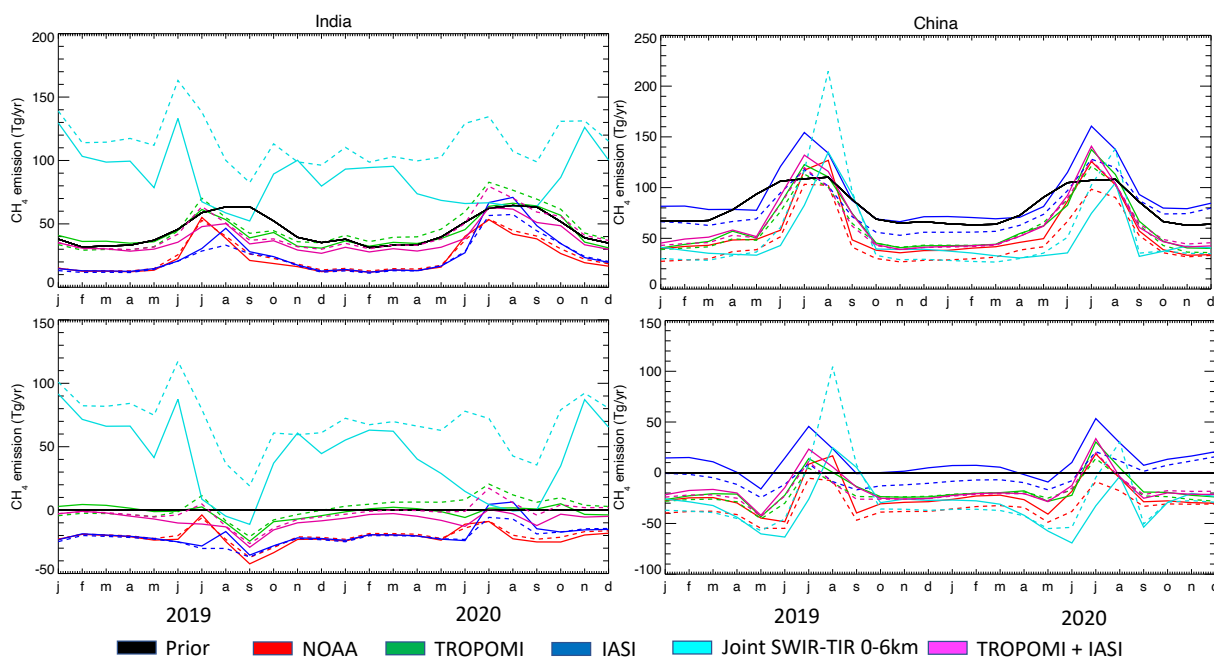 India
China
CH₄ emission (Tg/yr)
200
150
100
50
0
j f m a m j j a s o n d j f m a m j j a s o n d
CH₄ emission (Tg/yr)
250
200
150
100
50
0
j f m a m j j a s o n d j f m a m j j a s o n d
CH₄ emission (Tg/yr)
150
100
50
0
-50
j f m a m j j a s o n d j f m a m j j a s o n d
CH₄ emission (Tg/yr)
150
100
50
0
-50
-100
j f m a m j j a s o n d j f m a m j j a s o n d
2019 2020 2019 2020
Prior NOAA TROPOMI IASI Joint SWIR-TIR 0-6km TROPOMI + IASI